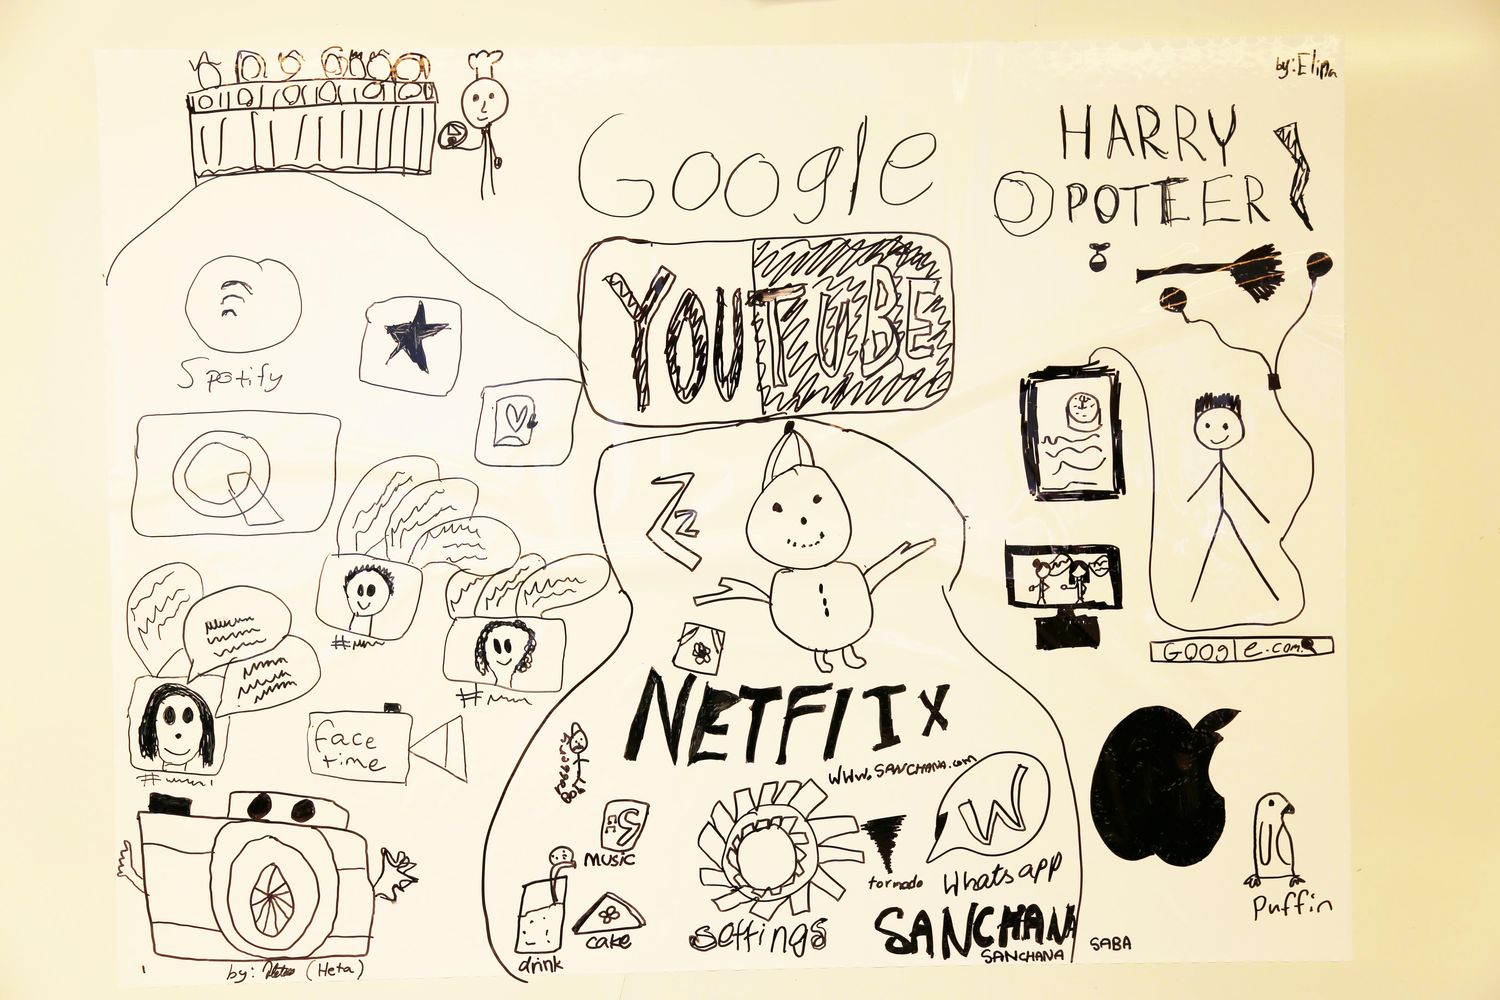 by: Elina
HARRY
POTEER
Google
YOUTUBE
Spotify
Q
#
#
#
face
time
GOOgle.com
NETFlIX
WWW.SANCHANA.com
W
Whatsapp
MUSIC
tornado
settings
cake
drink
SANCHANA
SANCHANA
SABA
Puffin
by: Heta (Heta)